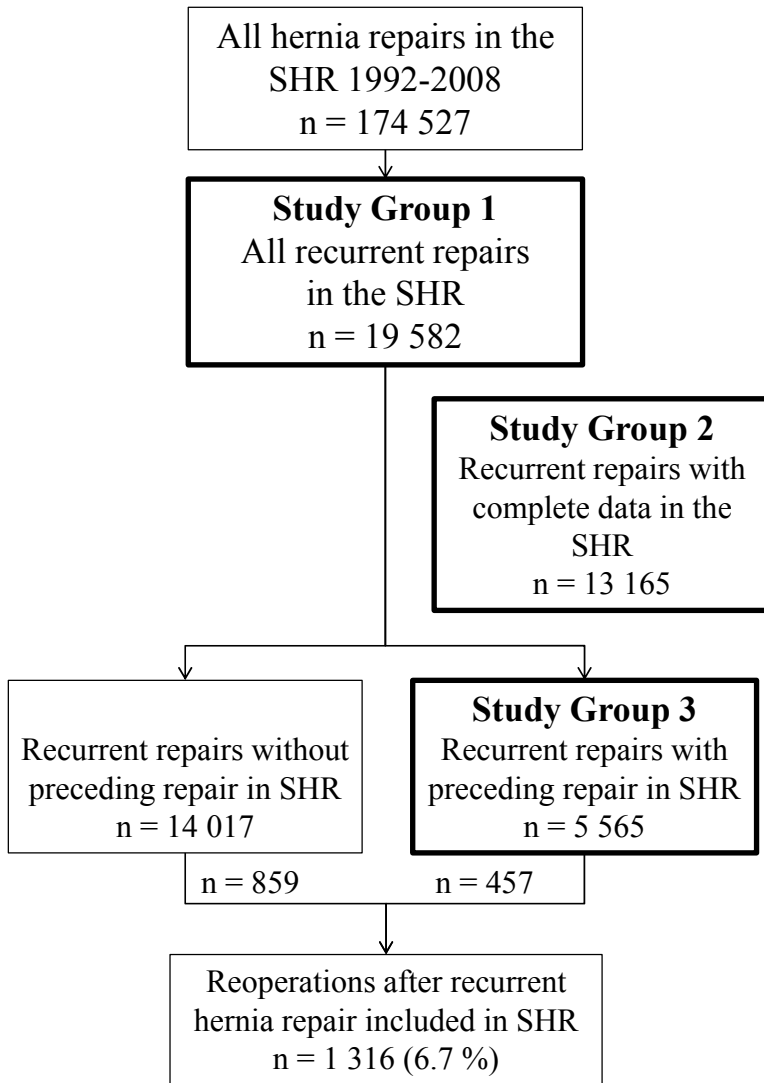 All hernia repairs in the
SHR 1992-2008
n = 174 527
Study Group 1
All recurrent repairs
in the SHR
n = 19 582
Study Group 2
Recurrent repairs with
complete data in the
SHR
n = 13 165
Recurrent repairs without
preceding repair in SHR
n = 14 017
Study Group 3
Recurrent repairs with
preceding repair in SHR
n = 5 565
n = 859
n = 457
Reoperations after recurrent
hernia repair included in SHR
n = 1 316 (6.7 %)